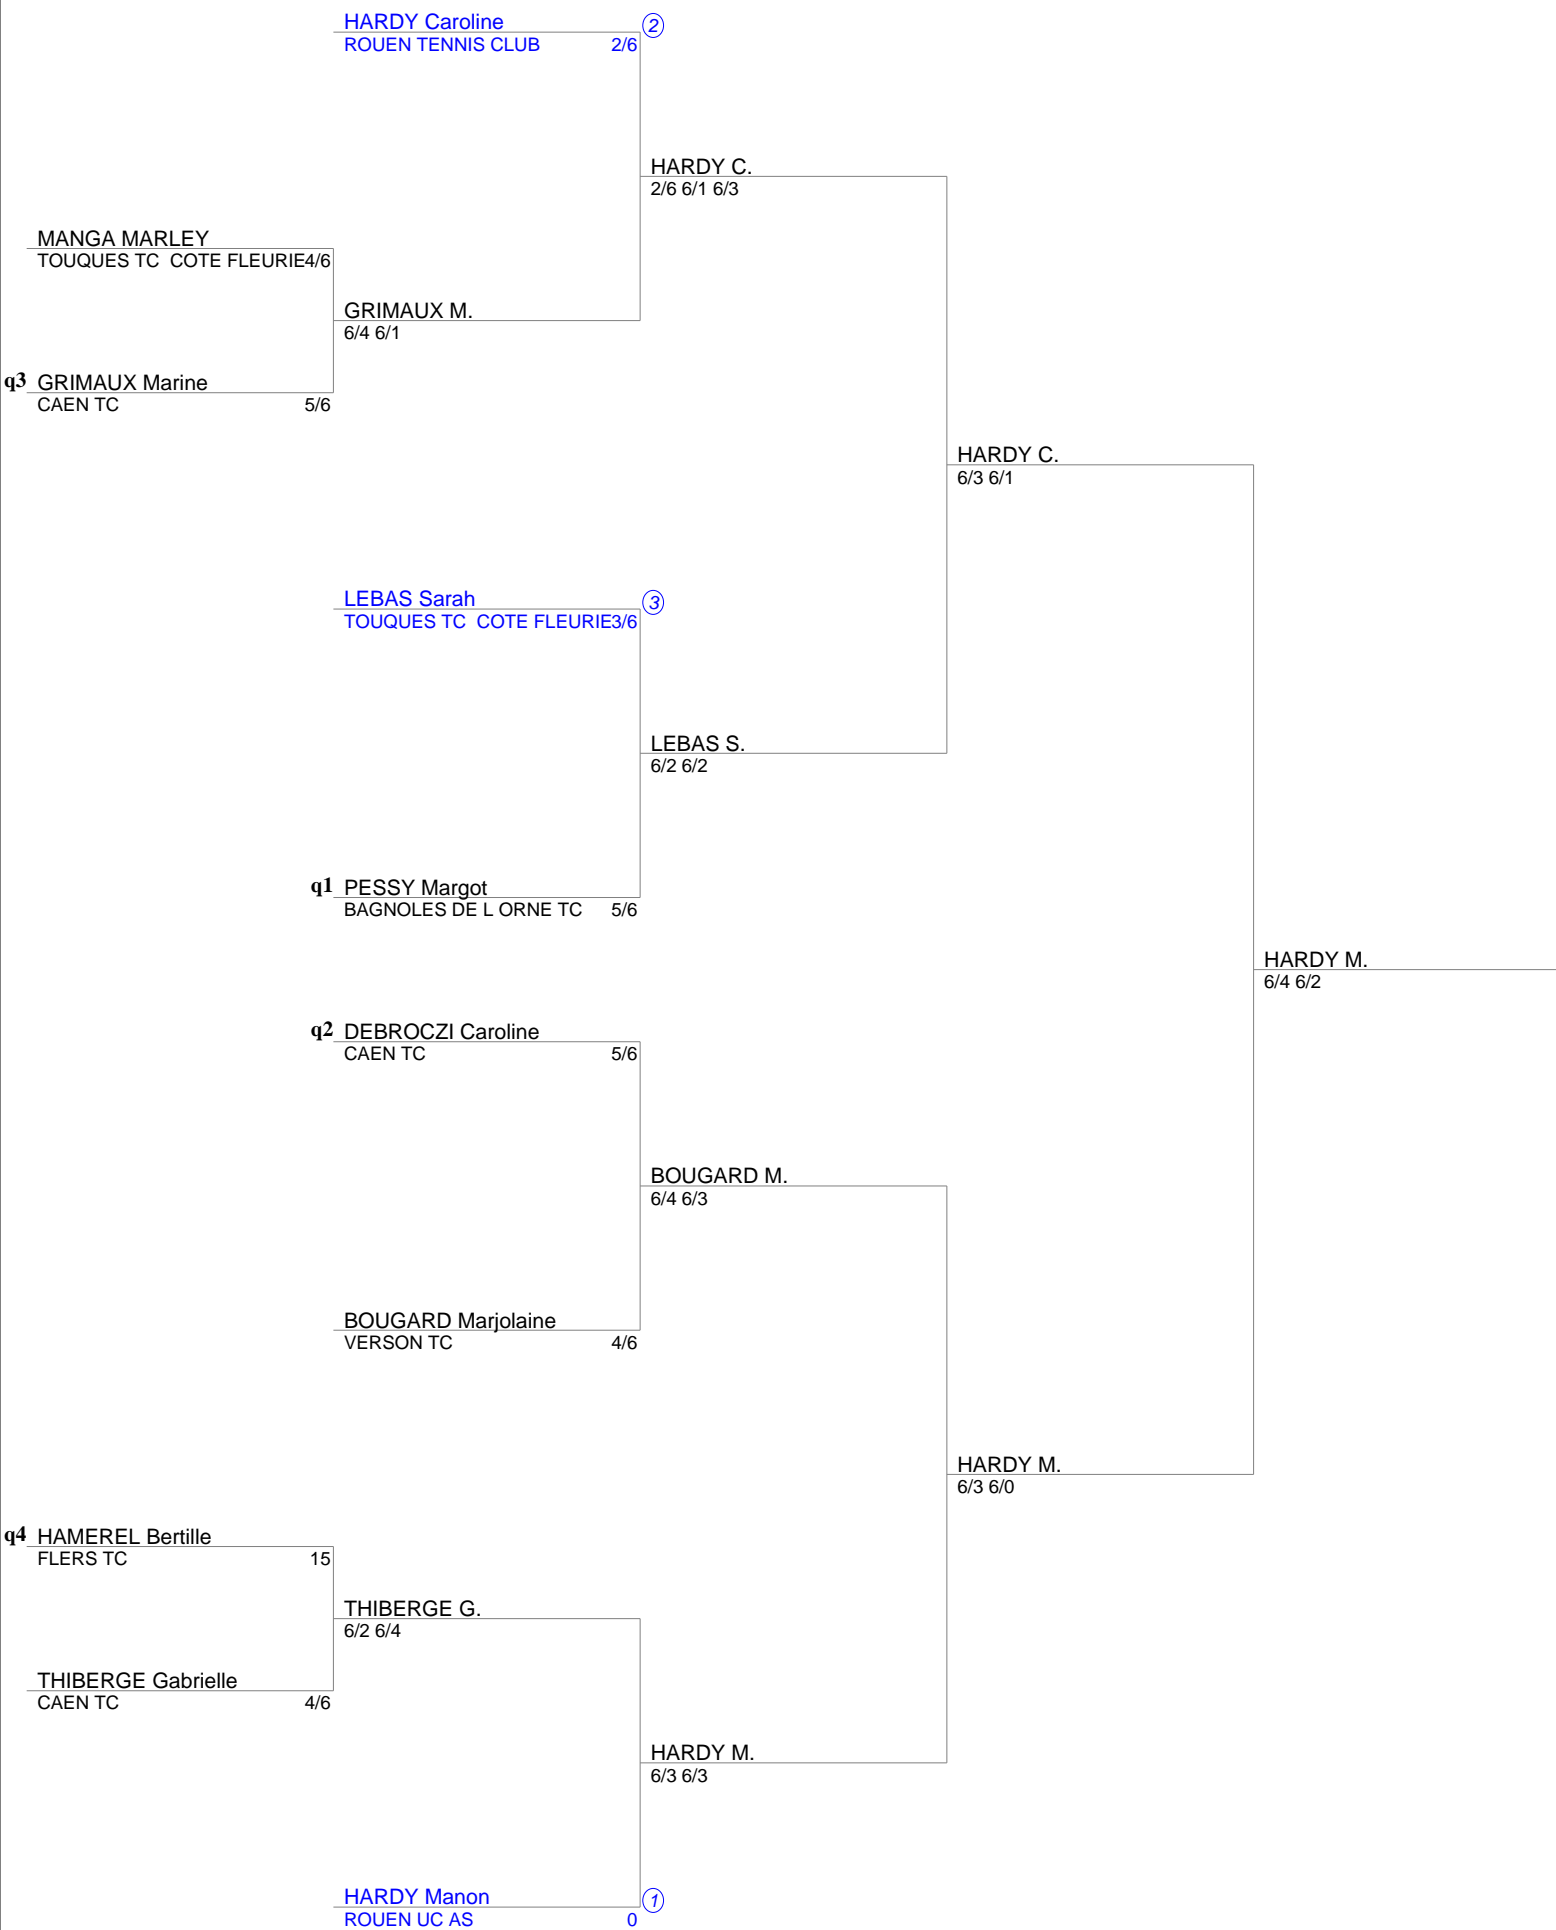 HARDY Caroline 2
ROUEN TENNIS CLUB 2/6
HARDY C.
2/6 6/1 6/3
MANGA MARLEY
TOUQUES TC COTE FLEURIE4/6
GRIMAUX M.
6/4 6/1
q3 GRIMAUX Marine
CAEN TC 5/6
HARDY C.
6/3 6/1
LEBAS Sarah 3
TOUQUES TC COTE FLEURIE3/6
LEBAS S.
6/2 6/2
q1 PESSY Margot
BAGNOLES DE L ORNE TC 5/6
HARDY M.
6/4 6/2
q2 DEBROCZI Caroline
CAEN TC 5/6
BOUGARD M.
6/4 6/3
BOUGARD Marjolaine
VERSON TC 4/6
HARDY M.
6/3 6/0
q4 HAMEREL Bertille
FLERS TC 15
THIBERGE G.
6/2 6/4
THIBERGE Gabrielle
CAEN TC 4/6
HARDY M.
6/3 6/3
HARDY Manon 1
ROUEN UC AS 0